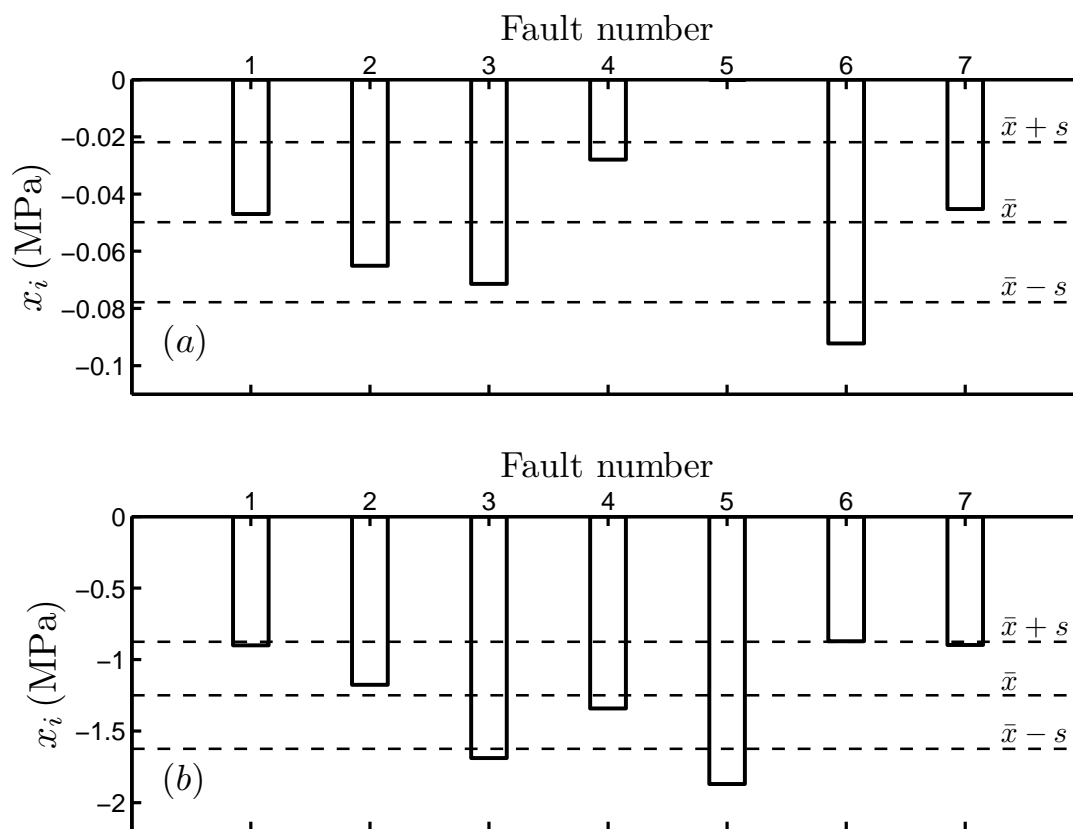 Fault number
1 2 3 4 5 6 7
0
−0.02
−0.04
−0.06
−0.08
−0.1
x_i (MPa)
x̄ + s
x̄
x̄ − s
(a)
Fault number
1 2 3 4 5 6 7
0
−0.5
−1
−1.5
−2
x_i (MPa)
x̄ + s
x̄
x̄ − s
(b)